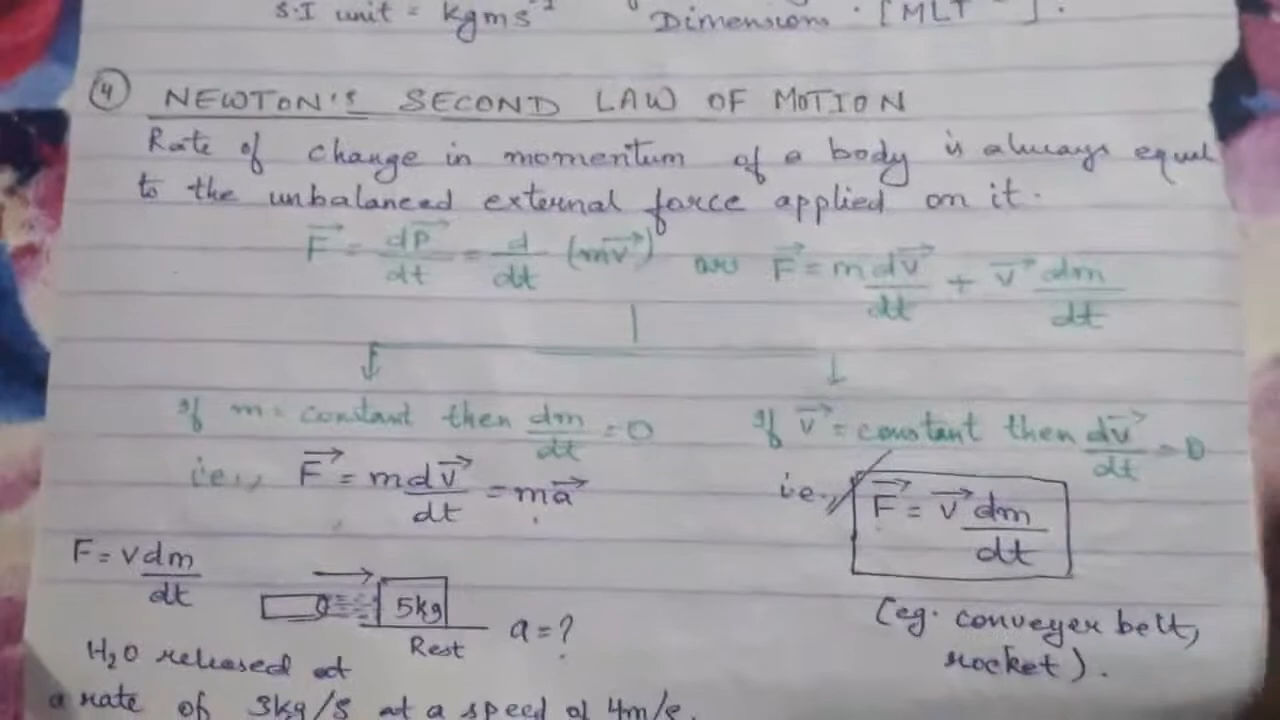 S.I unit = kgms⁻¹ Dimension · [MLT ] .
④ NEWTON'S SECOND LAW OF MOTION
Rate of change in momentum of a body is always equal
to the unbalanced external force applied on it.
F⃗ = dP⃗/dt = d/dt (mv⃗) or F⃗ = m dv⃗/dt + v⃗ dm/dt
If m = constant then dm/dt = 0
i.e., F⃗ = m dv⃗/dt = ma⃗
If v⃗ = constant then dv⃗/dt = 0
i.e., F⃗ = v⃗ dm/dt
(eg. conveyer belt,
rocket).
F = v dm/dt
5kg
Rest
a = ?
H₂O released at
a rate of 3kg/s at a speed of 4m/s.